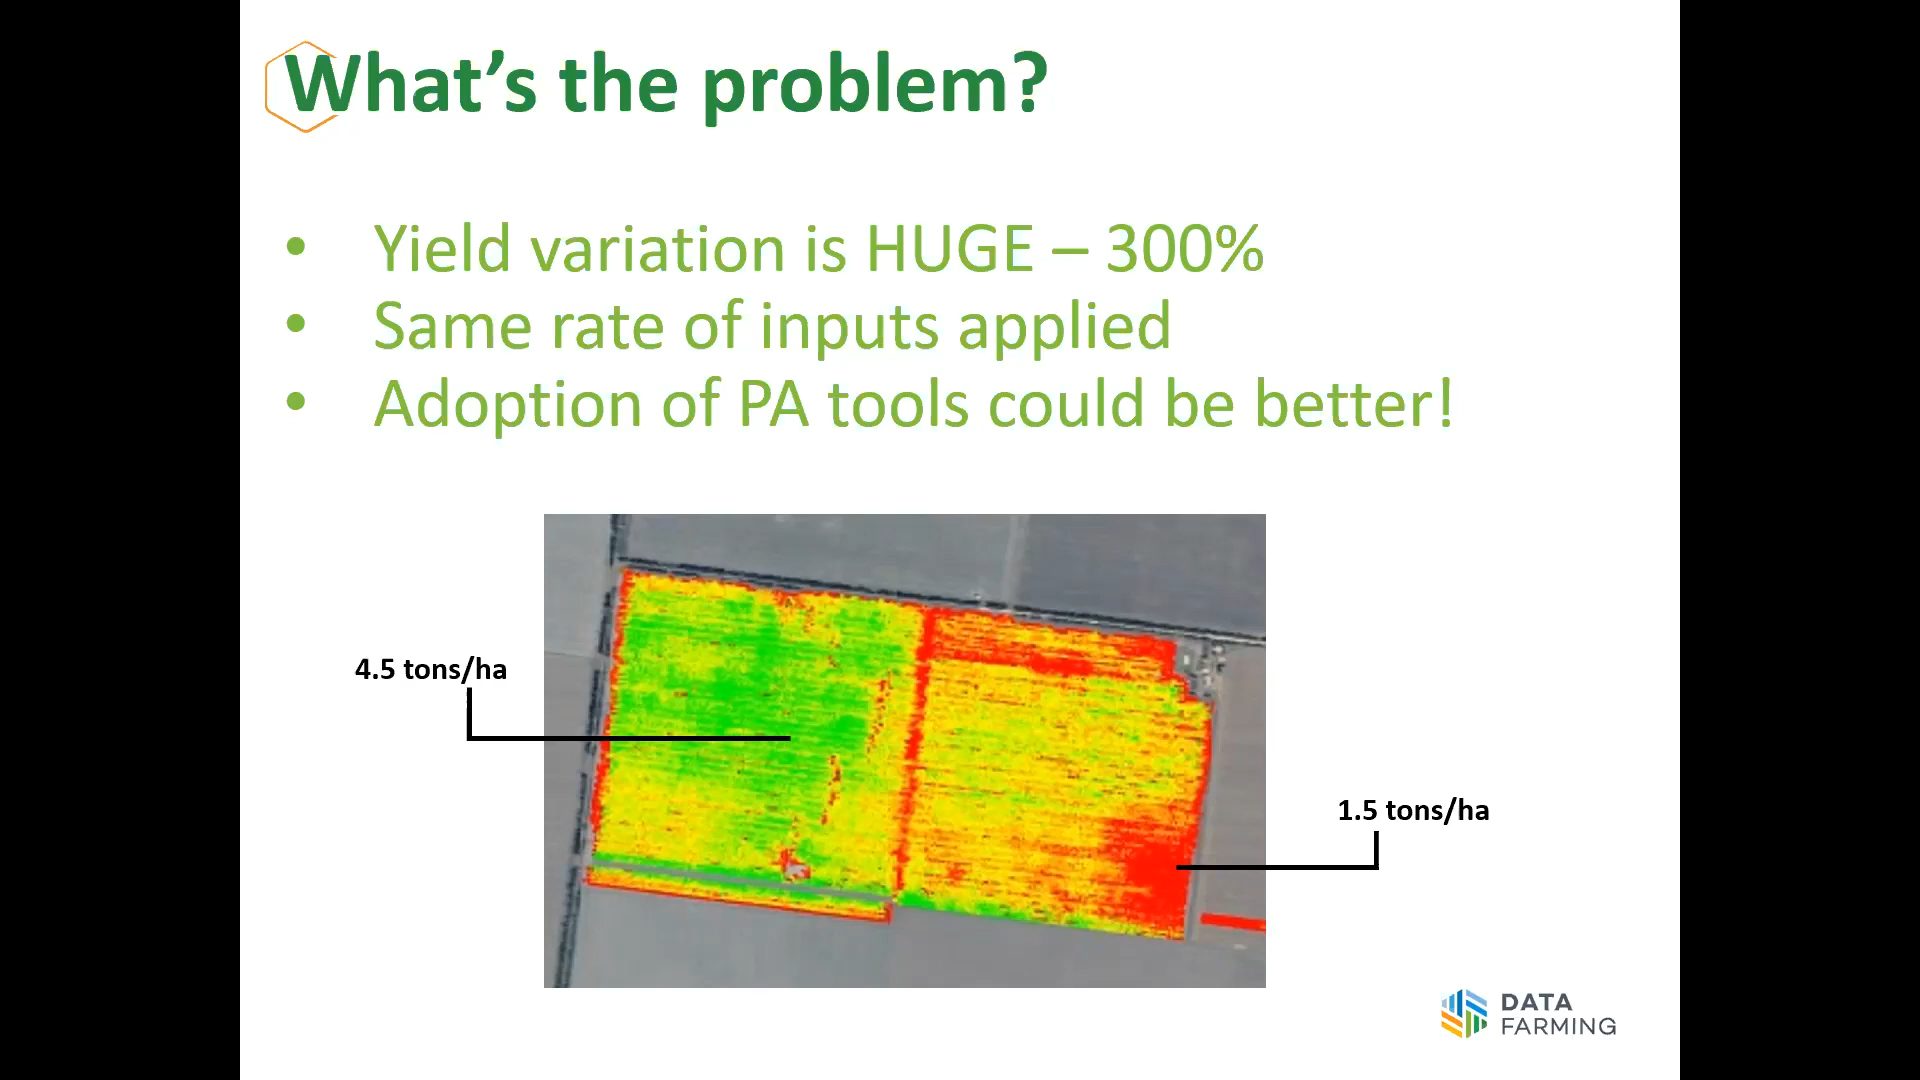 What’s the problem?
• Yield variation is HUGE – 300%
• Same rate of inputs applied
• Adoption of PA tools could be better!
4.5 tons/ha
1.5 tons/ha
DATA
FARMING